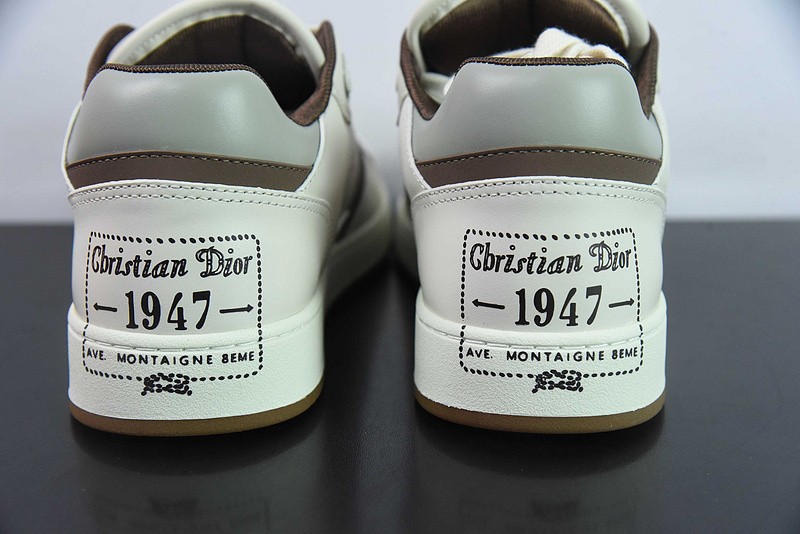 Christian Dior
←1947→
AVE. MONTAIGNE 8EME
Christian Dior
←1947→
AVE. MONTAIGNE 8EME